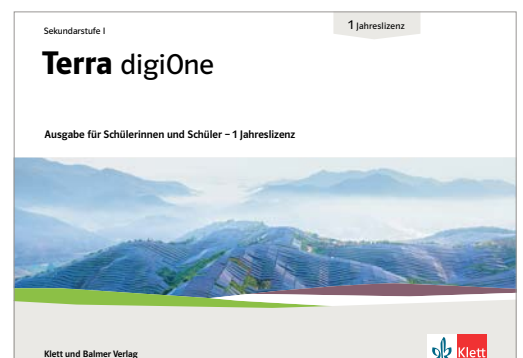 Sekundarstufe I
1 Jahreslizenz
Terra digiOne
Ausgabe für Schülerinnen und Schüler – 1 Jahreslizenz
Klett und Balmer Verlag
Klett